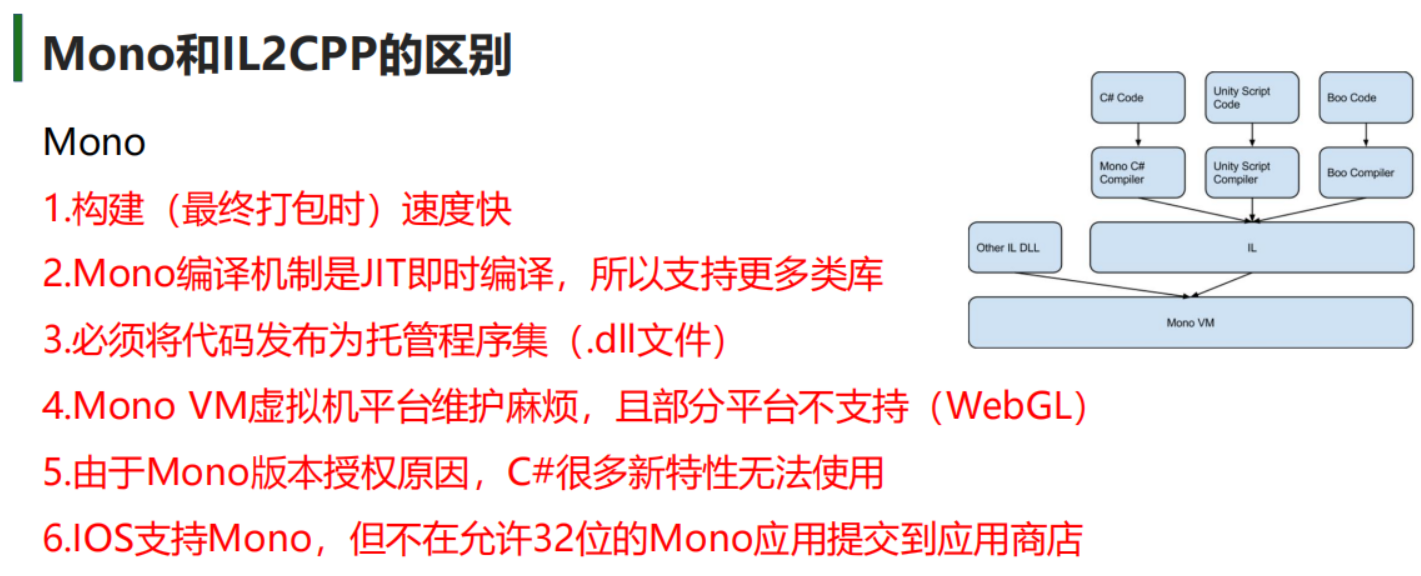 Mono和IL2CPP的区别
Mono
1.构建（最终打包时）速度快
2.Mono编译机制是JIT即时编译，所以支持更多类库
3.必须将代码发布为托管程序集（.dll文件）
4.Mono VM虚拟机平台维护麻烦，且部分平台不支持（WebGL）
5.由于Mono版本授权原因，C#很多新特性无法使用
6.IOS支持Mono，但不在允许32位的Mono应用提交到应用商店
C# Code
Unity Script
Code
Boo Code
Mono C#
Compiler
Unity Script
Compiler
Boo Compiler
Other IL DLL
IL
Mono VM